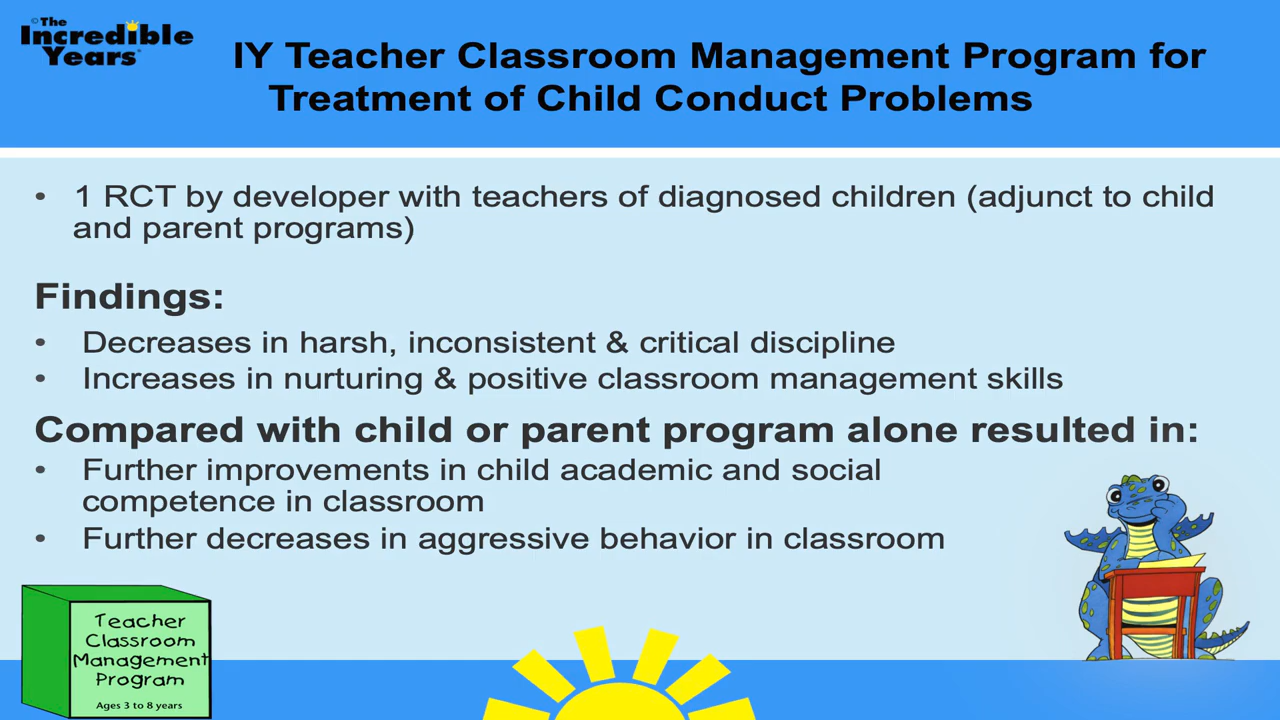 ©The
Incredible
Years®
IY Teacher Classroom Management Program for
Treatment of Child Conduct Problems
• 1 RCT by developer with teachers of diagnosed children (adjunct to child
and parent programs)
Findings:
• Decreases in harsh, inconsistent & critical discipline
• Increases in nurturing & positive classroom management skills
Compared with child or parent program alone resulted in:
• Further improvements in child academic and social
competence in classroom
• Further decreases in aggressive behavior in classroom
Teacher
Classroom
Management
Program
Ages 3 to 8 years